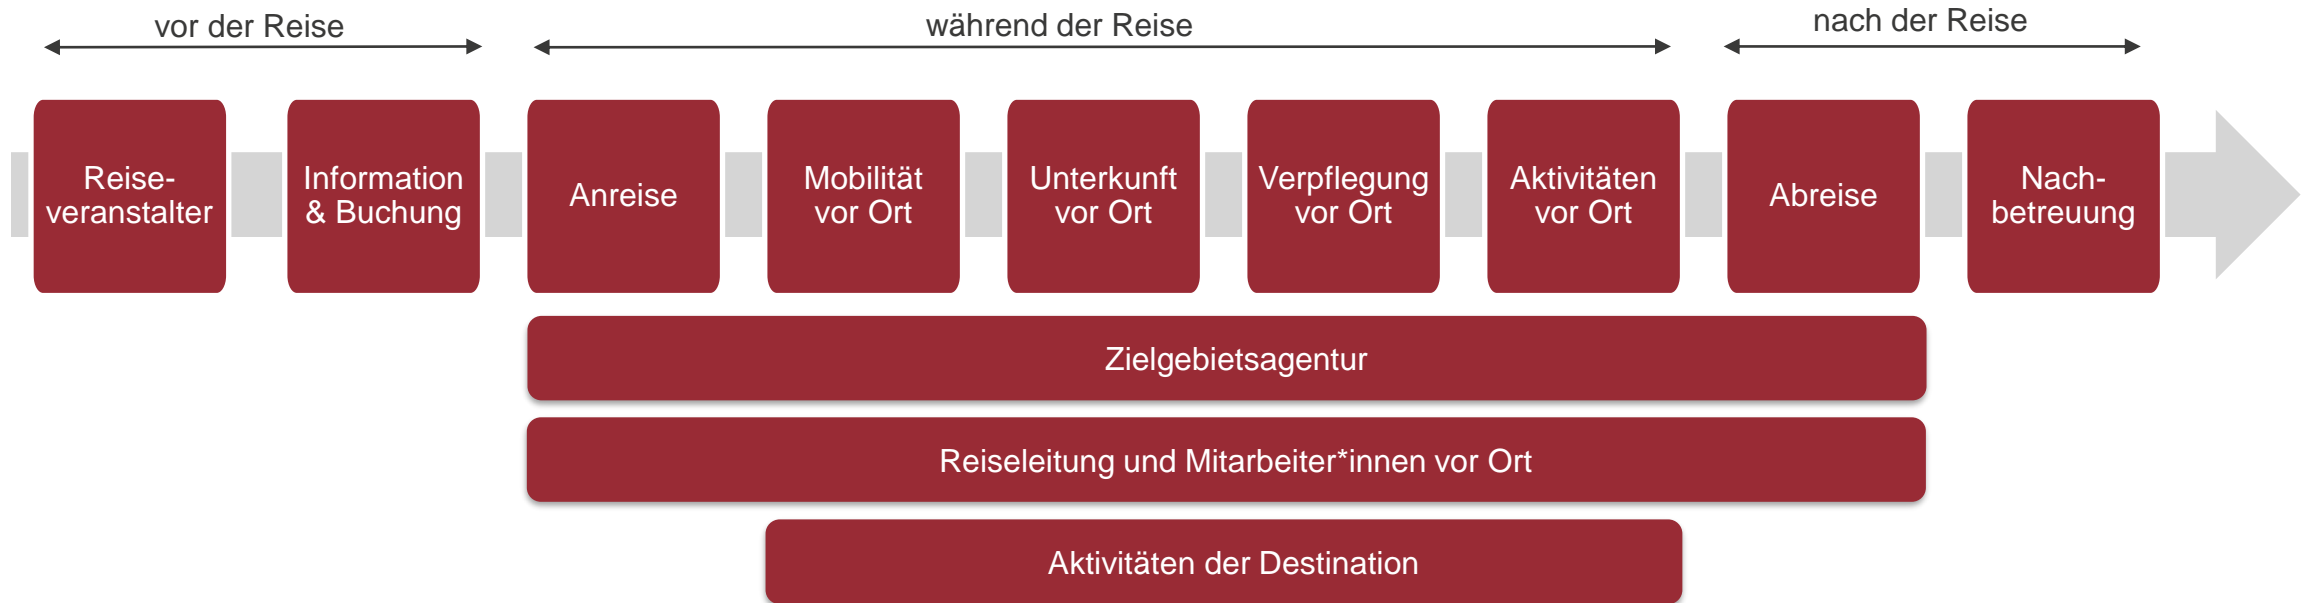 vor der Reise
während der Reise
nach der Reise
Reise-
veranstalter
Information
& Buchung
Anreise
Mobilität
vor Ort
Unterkunft
vor Ort
Verpflegung
vor Ort
Aktivitäten
vor Ort
Abreise
Nach-
betreuung
Zielgebietsagentur
Reiseleitung und Mitarbeiter*innen vor Ort
Aktivitäten der Destination